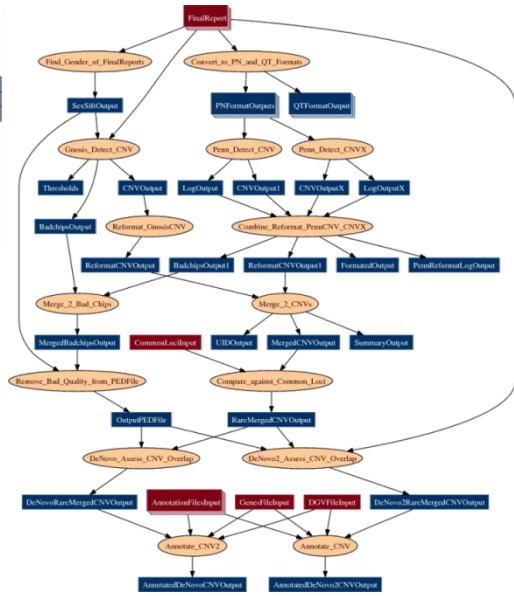 FinalReport
Find_Gender_of_FinalReports
Convert_to_PN_and_QT_Formats
SexSiftOutput
PNFormatOutputs
QTFormatOutput
Gnosis_Detect_CNV
Penn_Detect_CNV
Penn_Detect_CNVX
Thresholds
CNVOutput
LogOutput
CNVOutput1
CNVOutputX
LogOutputX
BadchipsOutput
Reformat_GnosisCNV
Combine_Reformat_PennCNV_CNVX
ReformatCNVOutput
BadchipsOutput1
ReformatCNVOutput1
FormatedOutput
PennReformatLogOutput
Merge_2_Bad_Chips
Merge_2_CNVs
MergedBadchipsOutput
CommonLociInput
UIDOutput
MergedCNVOutput
SummaryOutput
Remove_Bad_Quality_from_PEDFile
Compare_against_Common_Loci
OutputPEDFile
RareMergedCNVOutput
DeNovo_Assess_CNV_Overlap
DeNovo2_Assess_CNV_Overlap
DeNovoRareMergedCNVOutput
AnnotationFilesInput
GenesFileInput
DGVFileInput
DeNovo2RareMergedCNVOutput
Annotate_CNV2
Annotate_CNV
AnnotatedDeNovoCNVOutput
AnnotatedDeNovo2CNVOutput